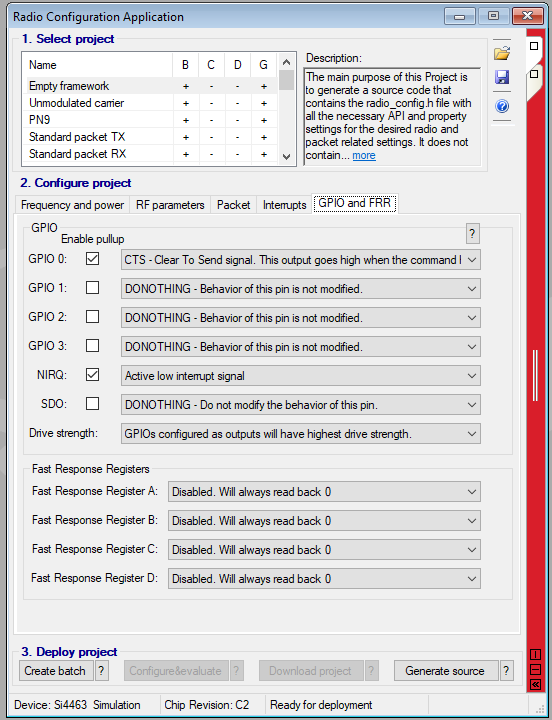 Radio Configuration Application
1. Select project
Name B C D G
Empty framework + - - +
Unmodulated carrier + - - +
PN9 + - - +
Standard packet TX + - - +
Standard packet RX + - - +
Description:
The main purpose of this Project is
to generate a source code that
contains the radio_config.h file with
all the necessary API and property
settings for the desired radio and
packet related settings. It does not
contain... more
2. Configure project
Frequency and power RF parameters Packet Interrupts GPIO and FRR
GPIO
Enable pullup ?
GPIO 0: CTS - Clear To Send signal. This output goes high when the command
GPIO 1: DONOTHING - Behavior of this pin is not modified.
GPIO 2: DONOTHING - Behavior of this pin is not modified.
GPIO 3: DONOTHING - Behavior of this pin is not modified.
NIRQ: Active low interrupt signal
SDO: DONOTHING - Do not modify the behavior of this pin.
Drive strength: GPIOs configured as outputs will have highest drive strength.
Fast Response Registers
Fast Response Register A: Disabled. Will always read back 0
Fast Response Register B: Disabled. Will always read back 0
Fast Response Register C: Disabled. Will always read back 0
Fast Response Register D: Disabled. Will always read back 0
3. Deploy project
Create batch ? Configure&evaluate ? Download project ? Generate source ?
Device: Si4463 Simulation Chip Revision: C2 Ready for deployment